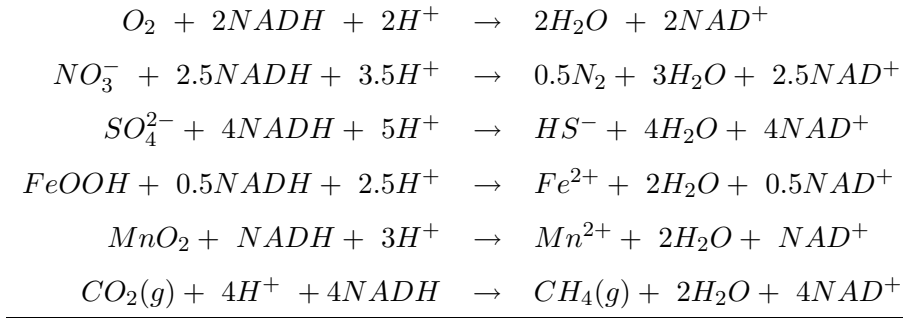 O₂ + 2NADH + 2H⁺ → 2H₂O + 2NAD⁺
NO₃⁻ + 2.5NADH + 3.5H⁺ → 0.5N₂ + 3H₂O + 2.5NAD⁺
SO₄²⁻ + 4NADH + 5H⁺ → HS⁻ + 4H₂O + 4NAD⁺
FeOOH + 0.5NADH + 2.5H⁺ → Fe²⁺ + 2H₂O + 0.5NAD⁺
MnO₂ + NADH + 3H⁺ → Mn²⁺ + 2H₂O + NAD⁺
CO₂(g) + 4H⁺ + 4NADH → CH₄(g) + 2H₂O + 4NAD⁺